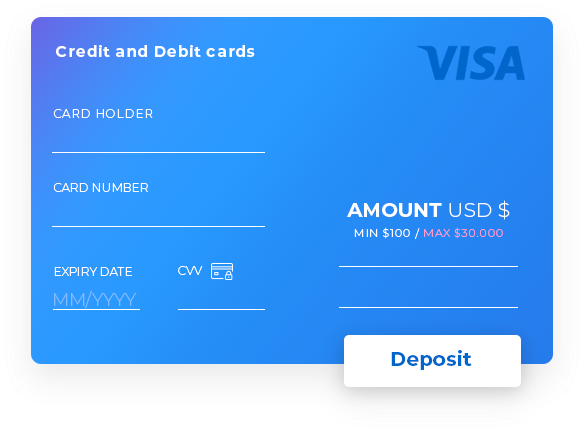 Credit and Debit cards
VISA
CARD HOLDER
CARD NUMBER
AMOUNT USD $
MIN $100 / MAX $30.000
EXPIRY DATE
CVV
MM/YYYY
Deposit